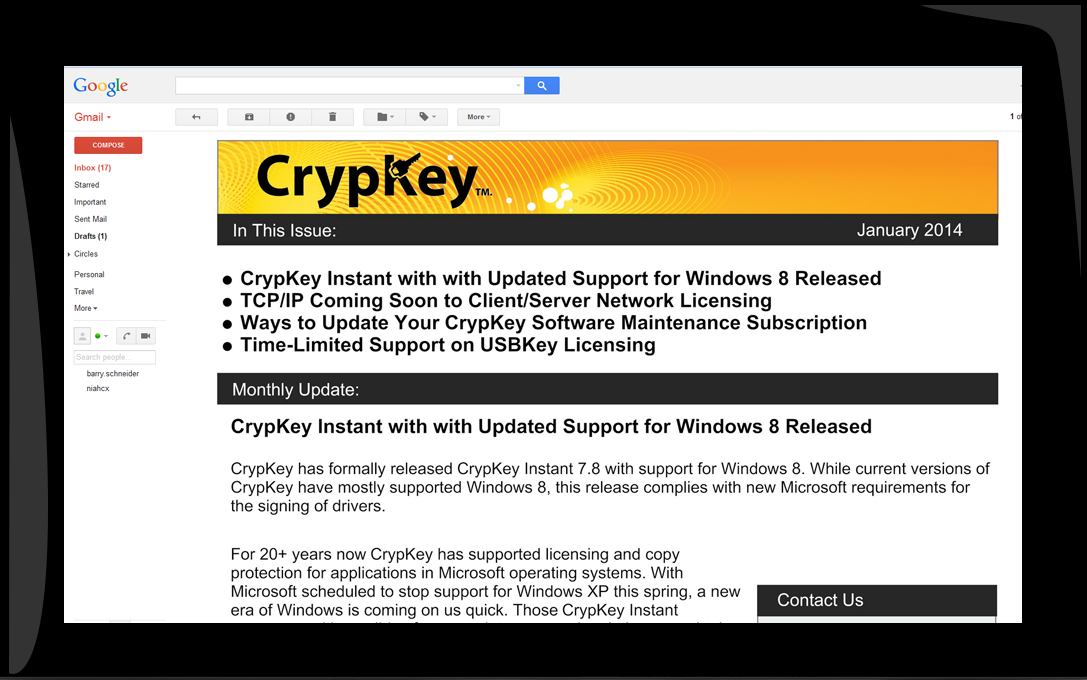 Google
Gmail
More
1 of
COMPOSE
Inbox (17)
Starred
Important
Sent Mail
Drafts (1)
Circles
Personal
Travel
More
Search people...
barry.schneider
niahcx
CrypKey TM.
In This Issue: January 2014
● CrypKey Instant with with Updated Support for Windows 8 Released
● TCP/IP Coming Soon to Client/Server Network Licensing
● Ways to Update Your CrypKey Software Maintenance Subscription
● Time-Limited Support on USBKey Licensing
Monthly Update:
CrypKey Instant with with Updated Support for Windows 8 Released
CrypKey has formally released CrypKey Instant 7.8 with support for Windows 8. While current versions of
CrypKey have mostly supported Windows 8, this release complies with new Microsoft requirements for
the signing of drivers.
For 20+ years now CrypKey has supported licensing and copy
protection for applications in Microsoft operating systems. With
Microsoft scheduled to stop support for Windows XP this spring, a new
era of Windows is coming on us quick. Those CrypKey Instant
Contact Us